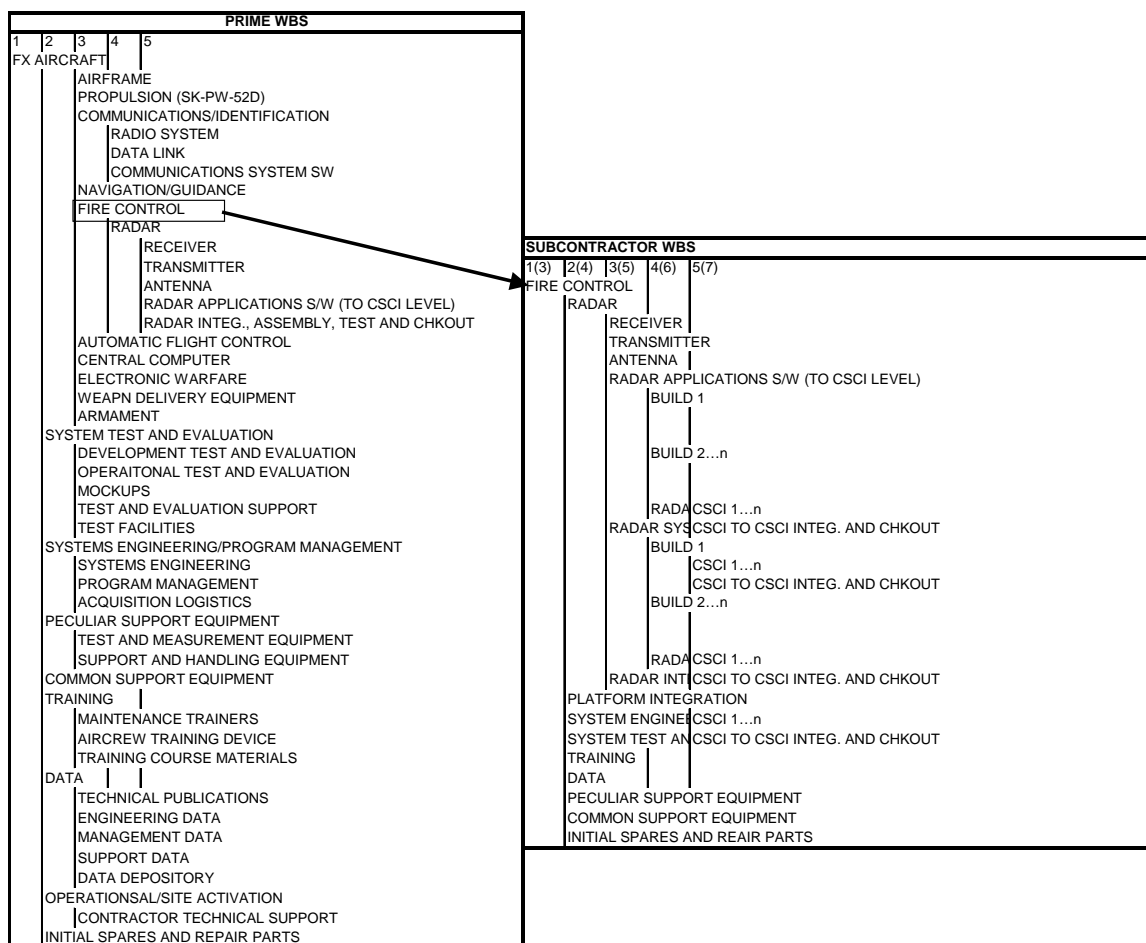 PRIME WBS
1 2 3 4 5
FX AIRCRAFT
AIRFRAME
PROPULSION (SK-PW-52D)
COMMUNICATIONS/IDENTIFICATION
RADIO SYSTEM
DATA LINK
COMMUNICATIONS SYSTEM SW
NAVIGATION/GUIDANCE
FIRE CONTROL
RADAR
RECEIVER
TRANSMITTER
ANTENNA
RADAR APPLICATIONS S/W (TO CSCI LEVEL)
RADAR INTEG., ASSEMBLY, TEST AND CHKOUT
AUTOMATIC FLIGHT CONTROL
CENTRAL COMPUTER
ELECTRONIC WARFARE
WEAPN DELIVERY EQUIPMENT
ARMAMENT
SYSTEM TEST AND EVALUATION
DEVELOPMENT TEST AND EVALUATION
OPERAITONAL TEST AND EVALUATION
MOCKUPS
TEST AND EVALUATION SUPPORT
TEST FACILITIES
SYSTEMS ENGINEERING/PROGRAM MANAGEMENT
SYSTEMS ENGINEERING
PROGRAM MANAGEMENT
ACQUISITION LOGISTICS
PECULIAR SUPPORT EQUIPMENT
TEST AND MEASUREMENT EQUIPMENT
SUPPORT AND HANDLING EQUIPMENT
COMMON SUPPORT EQUIPMENT
TRAINING
MAINTENANCE TRAINERS
AIRCREW TRAINING DEVICE
TRAINING COURSE MATERIALS
DATA
TECHNICAL PUBLICATIONS
ENGINEERING DATA
MANAGEMENT DATA
SUPPORT DATA
DATA DEPOSITORY
OPERATIONSAL/SITE ACTIVATION
CONTRACTOR TECHNICAL SUPPORT
INITIAL SPARES AND REPAIR PARTS
SUBCONTRACTOR WBS
1(3) 2(4) 3(5) 4(6) 5(7)
FIRE CONTROL
RADAR
RECEIVER
TRANSMITTER
ANTENNA
RADAR APPLICATIONS S/W (TO CSCI LEVEL)
BUILD 1
BUILD 2…n
RADA CSCI 1…n
RADAR SYS CSCI TO CSCI INTEG. AND CHKOUT
BUILD 1
CSCI 1…n
CSCI TO CSCI INTEG. AND CHKOUT
BUILD 2…n
RADA CSCI 1…n
RADAR INT CSCI TO CSCI INTEG. AND CHKOUT
PLATFORM INTEGRATION
SYSTEM ENGINE CSCI 1…n
SYSTEM TEST AN CSCI TO CSCI INTEG. AND CHKOUT
TRAINING
DATA
PECULIAR SUPPORT EQUIPMENT
COMMON SUPPORT EQUIPMENT
INITIAL SPARES AND REAIR PARTS